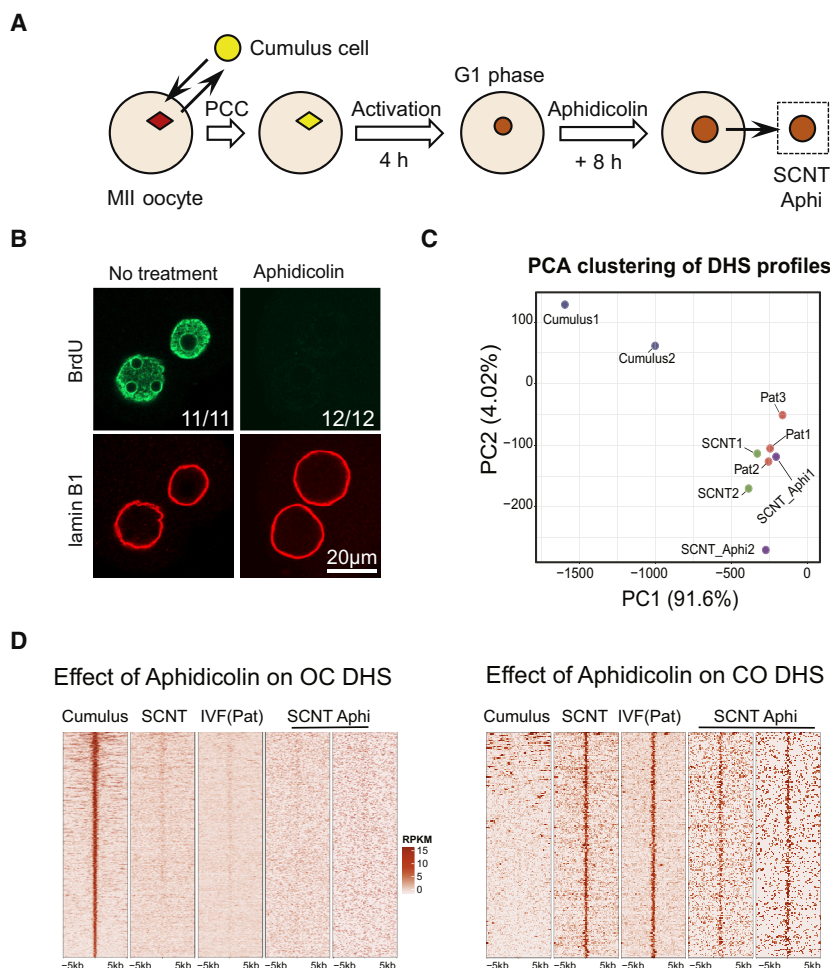 A
Cumulus cell
PCC
Activation
4 h
G1 phase
Aphidicolin
+ 8 h
MII oocyte
SCNT
Aphi
B
No treatment
Aphidicolin
BrdU
11/11
12/12
lamin B1
20μm
C
PCA clustering of DHS profiles
PC2 (4.02%)
100
0
−100
−200
Cumulus1
Cumulus2
Pat3
Pat1
SCNT1
Pat2
SCNT2
SCNT_Aphi1
SCNT_Aphi2
−1500
−1000
−500
0
PC1 (91.6%)
D
Effect of Aphidicolin on OC DHS
Cumulus
SCNT
IVF(Pat)
SCNT Aphi
RPKM
15
10
5
0
−5kb
5kb
−5kb
5kb
−5kb
5kb
−5kb
5kb
−5kb
5kb
Effect of Aphidicolin on CO DHS
Cumulus
SCNT
IVF(Pat)
SCNT Aphi
−5kb
5kb
−5kb
5kb
−5kb
5kb
−5kb
5kb
−5kb
5kb